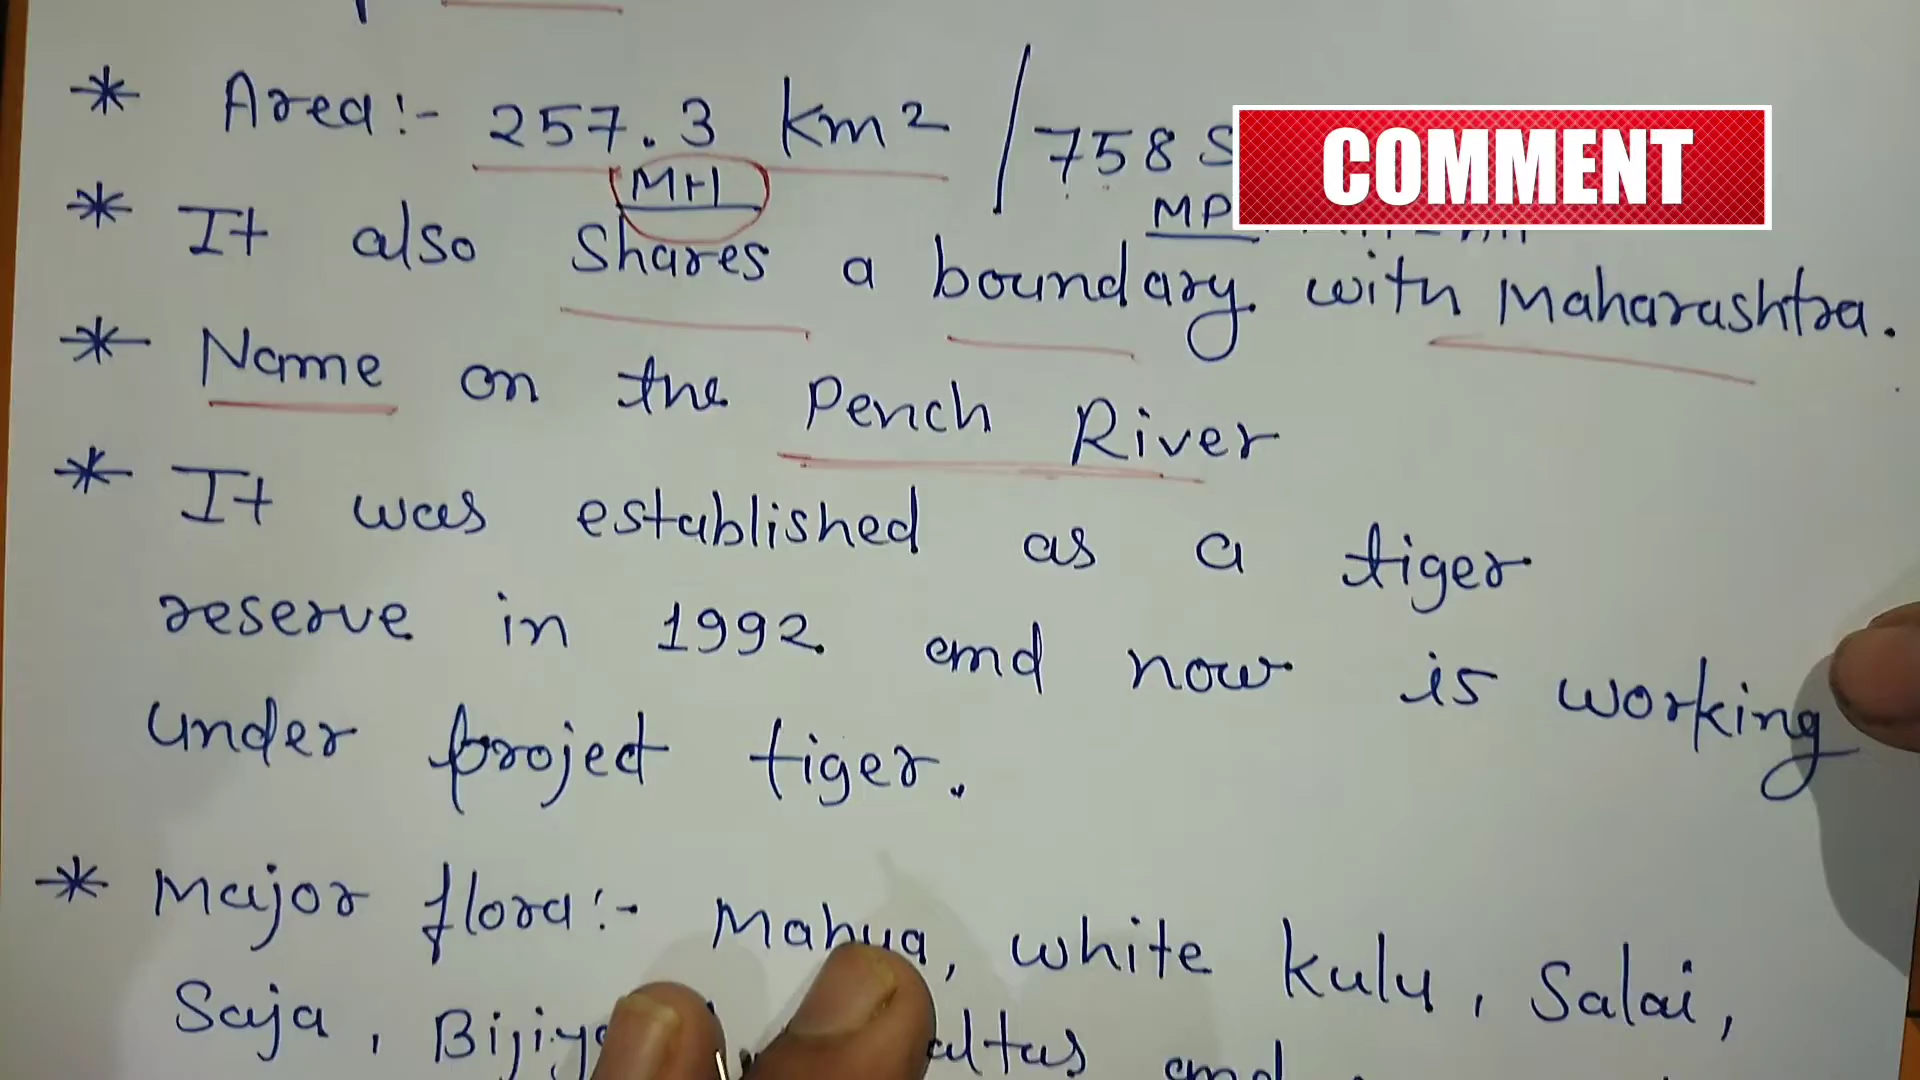 * Area:- 257.3 km² / 758 S
COMMENT
MH
MP
* It also shares a boundary with Maharashtra.
* Name on the Pench River
* It was established as a tiger
reserve in 1992 and now is working
under project tiger.
* Major flora:- Mahua, white kulu, Salai,
Saja, and